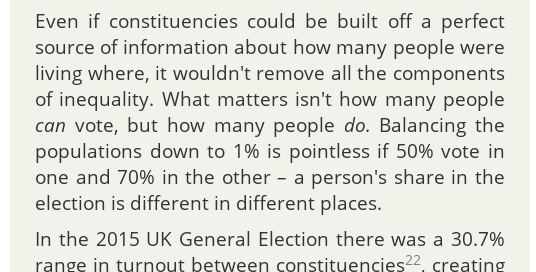 Even if constituencies could be built off a perfect
source of information about how many people were
living where, it wouldn't remove all the components
of inequality. What matters isn't how many people
can vote, but how many people do. Balancing the
populations down to 1% is pointless if 50% vote in
one and 70% in the other – a person's share in the
election is different in different places.
In the 2015 UK General Election there was a 30.7%
range in turnout between constituencies22, creating